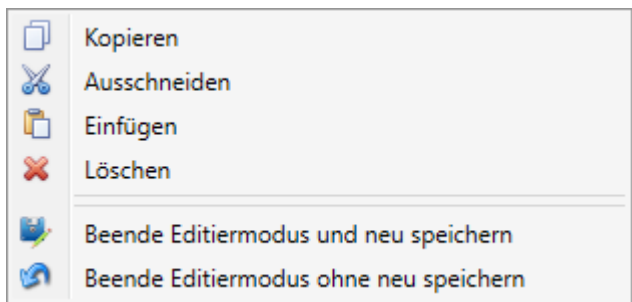 Kopieren
Ausschneiden
Einfügen
Löschen
Beende Editiermodus und neu speichern
Beende Editiermodus ohne neu speichern